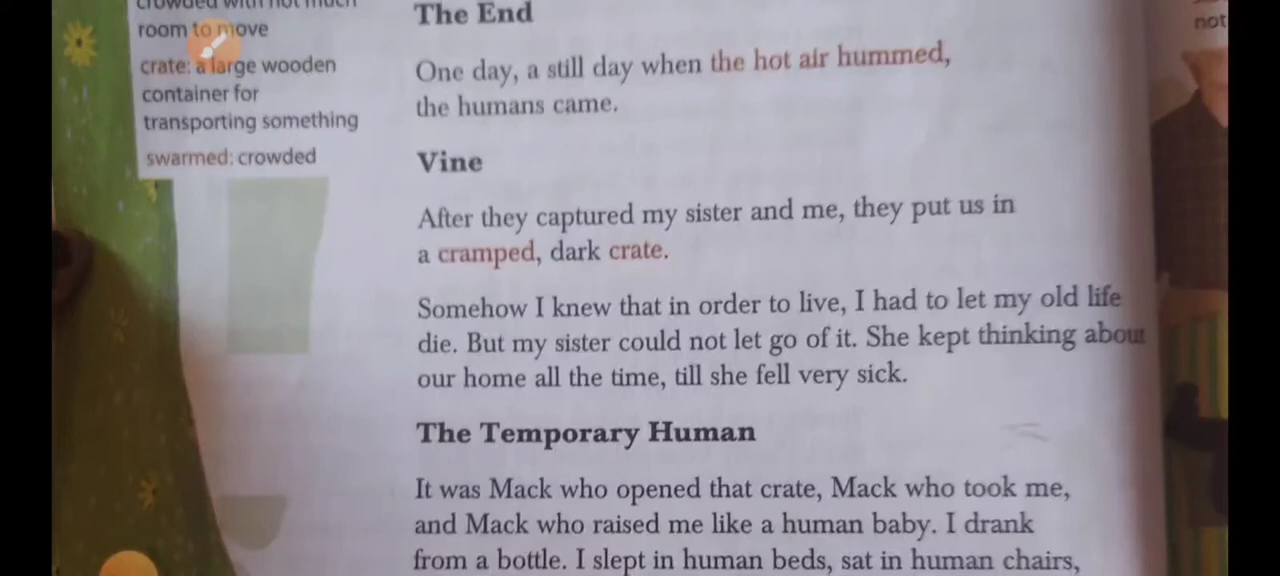 crowded with not much
room to move
crate: a large wooden
container for
transporting something
swarmed: crowded
The End
One day, a still day when the hot air hummed,
the humans came.
Vine
After they captured my sister and me, they put us in
a cramped, dark crate.
Somehow I knew that in order to live, I had to let my old life
die. But my sister could not let go of it. She kept thinking about
our home all the time, till she fell very sick.
The Temporary Human
It was Mack who opened that crate, Mack who took me,
and Mack who raised me like a human baby. I drank
from a bottle. I slept in human beds, sat in human chairs,
not